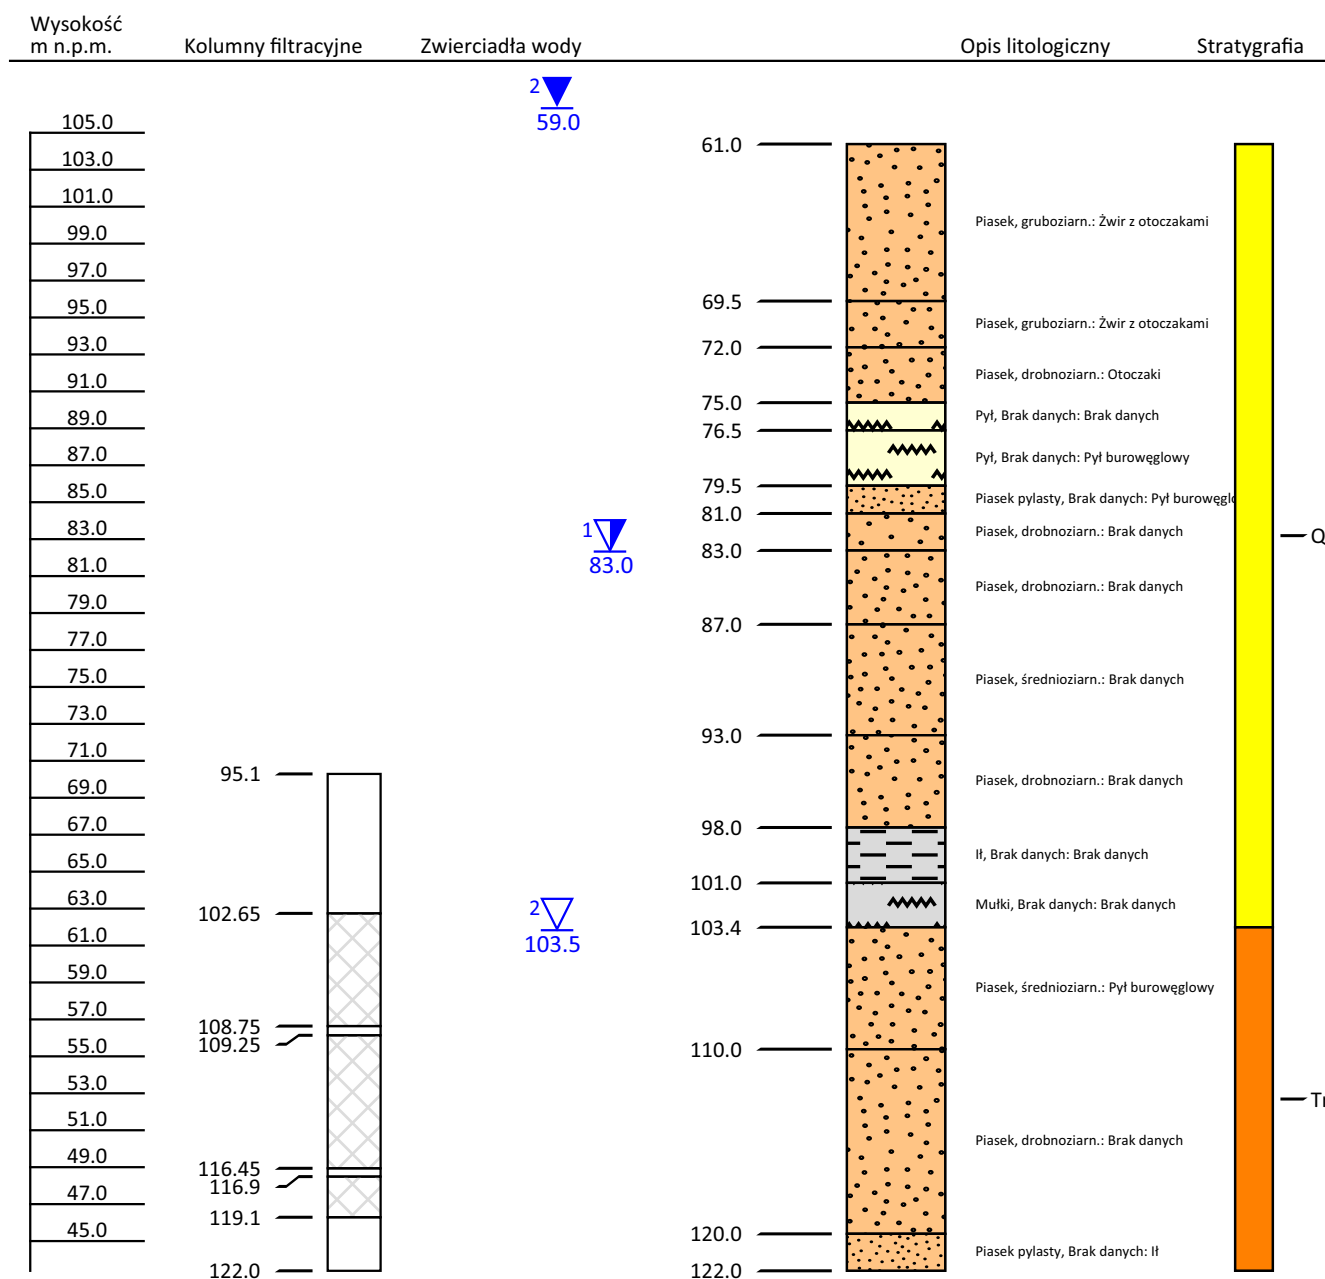 Wysokość
m n.p.m.
Kolumny filtracyjne
Zwierciadła wody
Opis litologiczny
Stratygrafia
105.0
103.0
101.0
99.0
97.0
95.0
93.0
91.0
89.0
87.0
85.0
83.0
81.0
79.0
77.0
75.0
73.0
71.0
69.0
67.0
65.0
63.0
61.0
59.0
57.0
55.0
53.0
51.0
49.0
47.0
45.0
95.1
102.65
108.75
109.25
116.45
116.9
119.1
122.0
2
59.0
1
83.0
2
103.5
61.0
69.5
72.0
75.0
76.5
79.5
81.0
83.0
87.0
93.0
98.0
101.0
103.4
110.0
120.0
122.0
Piasek, gruboziarn.: Żwir z otoczakami
Piasek, gruboziarn.: Żwir z otoczakami
Piasek, drobnoziarn.: Otoczaki
Pył, Brak danych: Brak danych
Pył, Brak danych: Pył burowęglowy
Piasek pylasty, Brak danych: Pył burowęglo
Piasek, drobnoziarn.: Brak danych
Piasek, drobnoziarn.: Brak danych
Piasek, średnioziarn.: Brak danych
Piasek, drobnoziarn.: Brak danych
Ił, Brak danych: Brak danych
Mułki, Brak danych: Brak danych
Piasek, średnioziarn.: Pył burowęglowy
Piasek, drobnoziarn.: Brak danych
Piasek pylasty, Brak danych: Ił
Q
Tr